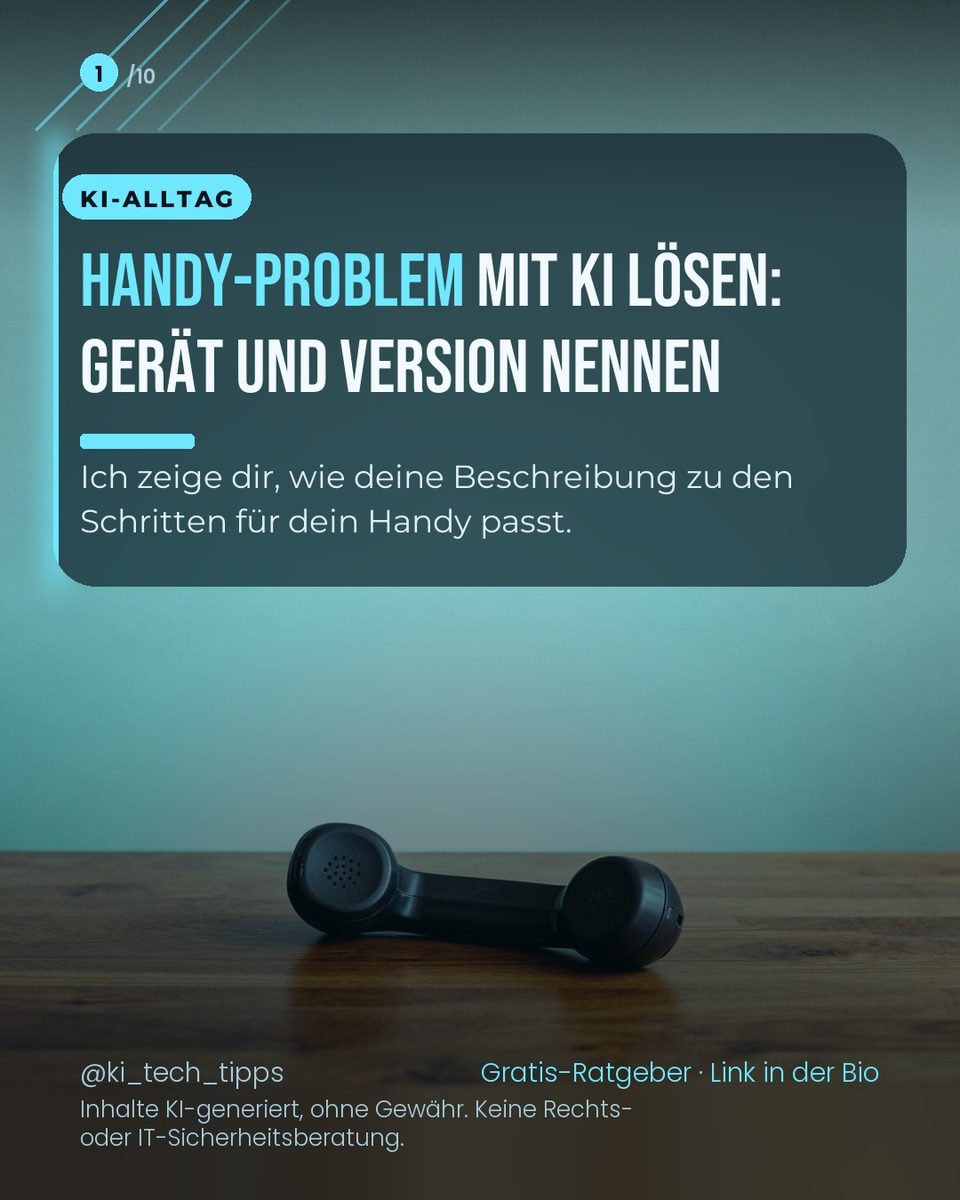 1 /10
KI-ALLTAG
HANDY-PROBLEM MIT KI LÖSEN:
GERÄT UND VERSION NENNEN
Ich zeige dir, wie deine Beschreibung zu den
Schritten für dein Handy passt.
@ki_tech_tipps
Gratis-Ratgeber · Link in der Bio
Inhalte KI-generiert, ohne Gewähr. Keine Rechts-
oder IT-Sicherheitsberatung.